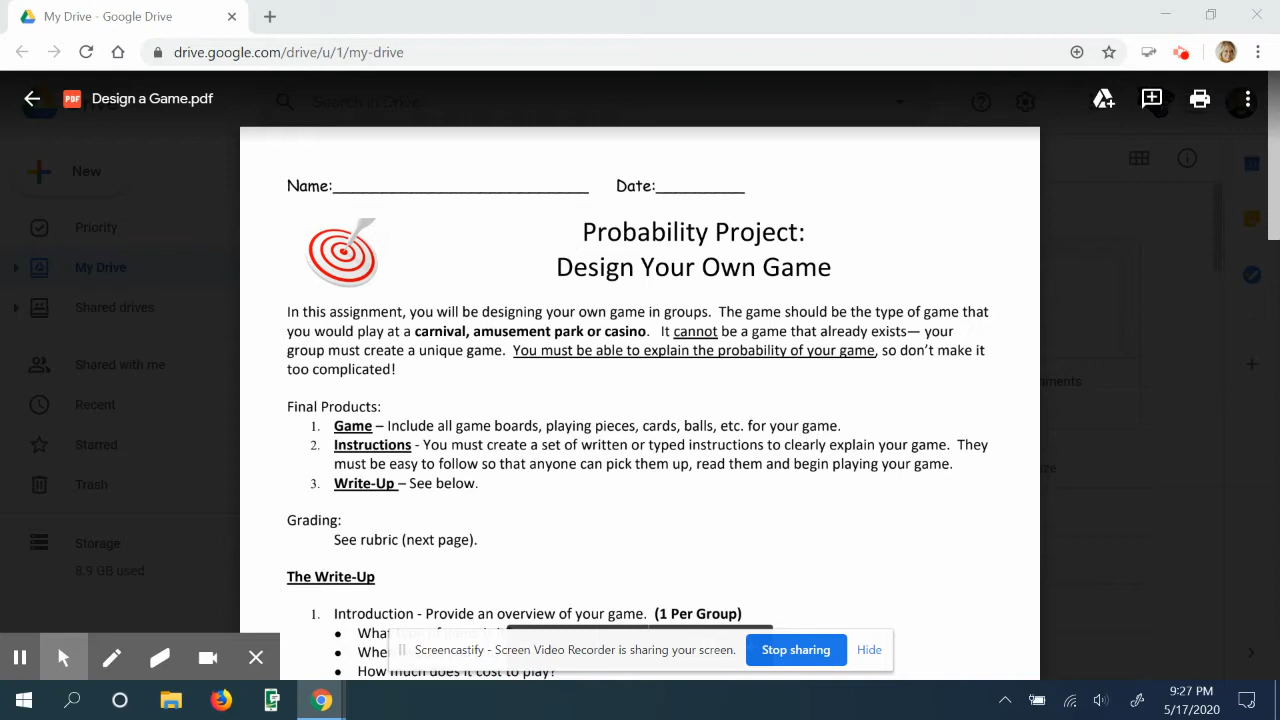 My Drive - Google Drive
drive.google.com/drive/u/1/my-drive
PDF Design a Game.pdf
Search in Drive
New
Priority
My Drive
Shared drives
Shared with me
Recent
Starred
Trash
Storage
8.9 GB used
Name:____________________________ Date:__________
Probability Project:
Design Your Own Game
In this assignment, you will be designing your own game in groups. The game should be the type of game that
you would play at a carnival, amusement park or casino. It cannot be a game that already exists— your
group must create a unique game. You must be able to explain the probability of your game, so don't make it
too complicated!
Final Products:
1. Game – Include all game boards, playing pieces, cards, balls, etc. for your game.
2. Instructions - You must create a set of written or typed instructions to clearly explain your game. They
must be easy to follow so that anyone can pick them up, read them and begin playing your game.
3. Write-Up – See below.
Grading:
See rubric (next page).
The Write-Up
1. Introduction - Provide an overview of your game. (1 Per Group)
• What
• Whe
• How much does it cost to play?
Screencastify - Screen Video Recorder is sharing your screen.
Stop sharing
Hide
9:27 PM
5/17/2020